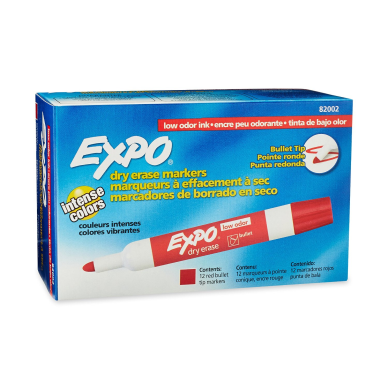 82002
low odor ink • encre peu odorante • tinta de bajo olor
EXPO®
Bullet Tip
Pointe ronde
Punta redonda
dry erase markers
marqueurs à effacement à sec
marcadores de borrado en seco
intense
colors
couleurs intenses
colores vibrantes
EXPO
low odor
dry erase
bullet
Contents:
12 red bullet
tip markers
Contenu:
12 marqueurs à pointe
conique, encre rouge
Contenido:
12 marcadores rojos
punta de bala